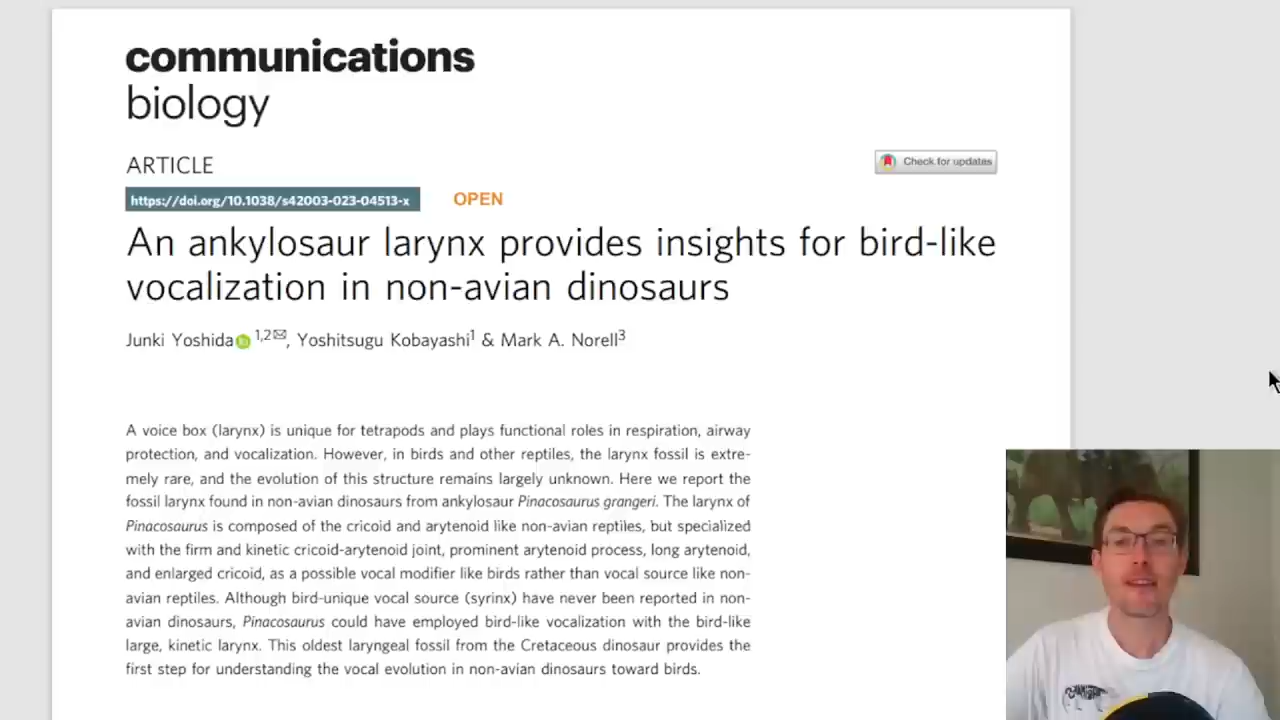 communications
biology
ARTICLE
Check for updates
https://doi.org/10.1038/s42003-023-04513-x
OPEN
An ankylosaur larynx provides insights for bird-like
vocalization in non-avian dinosaurs
Junki Yoshida 1,2✉, Yoshitsugu Kobayashi1 & Mark A. Norell3
A voice box (larynx) is unique for tetrapods and plays functional roles in respiration, airway
protection, and vocalization. However, in birds and other reptiles, the larynx fossil is extre-
mely rare, and the evolution of this structure remains largely unknown. Here we report the
fossil larynx found in non-avian dinosaurs from ankylosaur Pinacosaurus grangeri. The larynx of
Pinacosaurus is composed of the cricoid and arytenoid like non-avian reptiles, but specialized
with the firm and kinetic cricoid-arytenoid joint, prominent arytenoid process, long arytenoid,
and enlarged cricoid, as a possible vocal modifier like birds rather than vocal source like non-
avian reptiles. Although bird-unique vocal source (syrinx) have never been reported in non-
avian dinosaurs, Pinacosaurus could have employed bird-like vocalization with the bird-like
large, kinetic larynx. This oldest laryngeal fossil from the Cretaceous dinosaur provides the
first step for understanding the vocal evolution in non-avian dinosaurs toward birds.